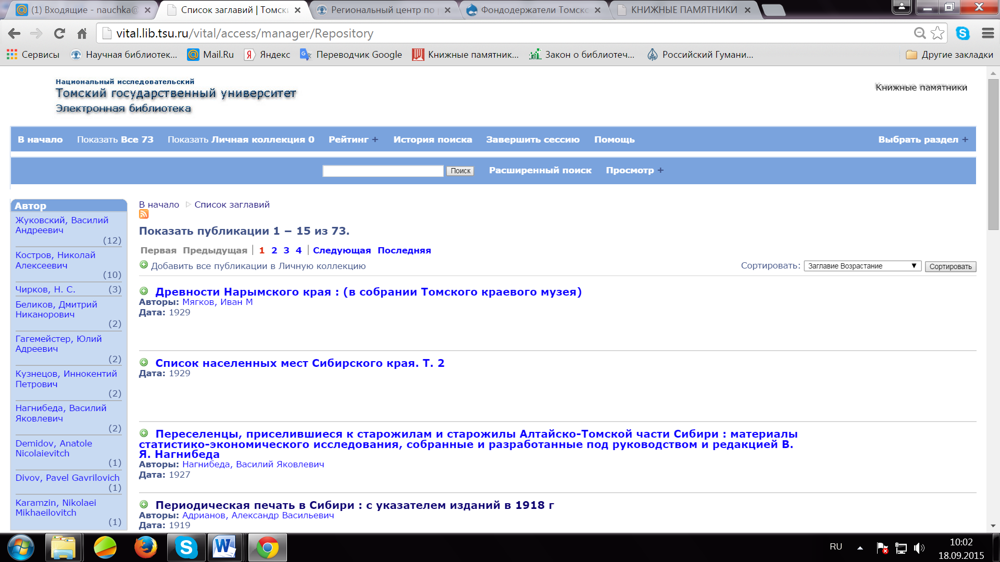 (1) Входящие - nauchka@
Список заглавий | Томск
Региональный центр по
Фондодержатели Томско
КНИЖНЫЕ ПАМЯТНИКИ
vital.lib.tsu.ru/vital/access/manager/Repository
Сервисы
Научная библиотек...
Mail.Ru
Яндекс
Переводчик Google
Книжные памятник...
Закон о библиотеч...
Российский Гумани...
Другие закладки
Национальный исследовательский
Томский государственный университет
Электронная библиотека
Книжные памятники
В начало Показать Все 73 Показать Личная коллекция 0 Рейтинг + История поиска Завершить сессию Помощь Выбрать раздел +
Поиск Расширенный поиск Просмотр +
Автор
Жуковский, Василий
Андреевич
(12)
Костров, Николай
Алексеевич
(10)
Чирков, Н. С. (3)
Беликов, Дмитрий
Никанорович
(2)
Гагемейстер, Юлий
Адреевич
(2)
Кузнецов, Иннокентий
Петрович
(2)
Нагнибеда, Василий
Яковлевич
(2)
Demidov, Anatole
Nicolaievitch
(1)
Divov, Pavel Gavrilovich
(1)
Karamzin, Nikolaei
Mikhaeilovitch
(1)
В начало Список заглавий
Показать публикации 1 – 15 из 73.
Первая Предыдущая | 1 2 3 4 | Следующая Последняя
Добавить все публикации в Личную коллекцию
Сортировать: Заглавие Возрастание Сортировать
Древности Нарымского края : (в собрании Томского краевого музея)
Авторы: Мягков, Иван М
Дата: 1929
Список населенных мест Сибирского края. Т. 2
Дата: 1929
Переселенцы, приселившиеся к старожилам и старожилы Алтайско-Томской части Сибири : материалы
статистико-экономического исследования, собранные и разработанные под руководством и редакцией В.
Я. Нагнибеда
Авторы: Нагнибеда, Василий Яковлевич
Дата: 1927
Периодическая печать в Сибири : с указателем изданий в 1918 г
Авторы: Адрианов, Александр Васильевич
Дата: 1919
RU
10:02
18.09.2015